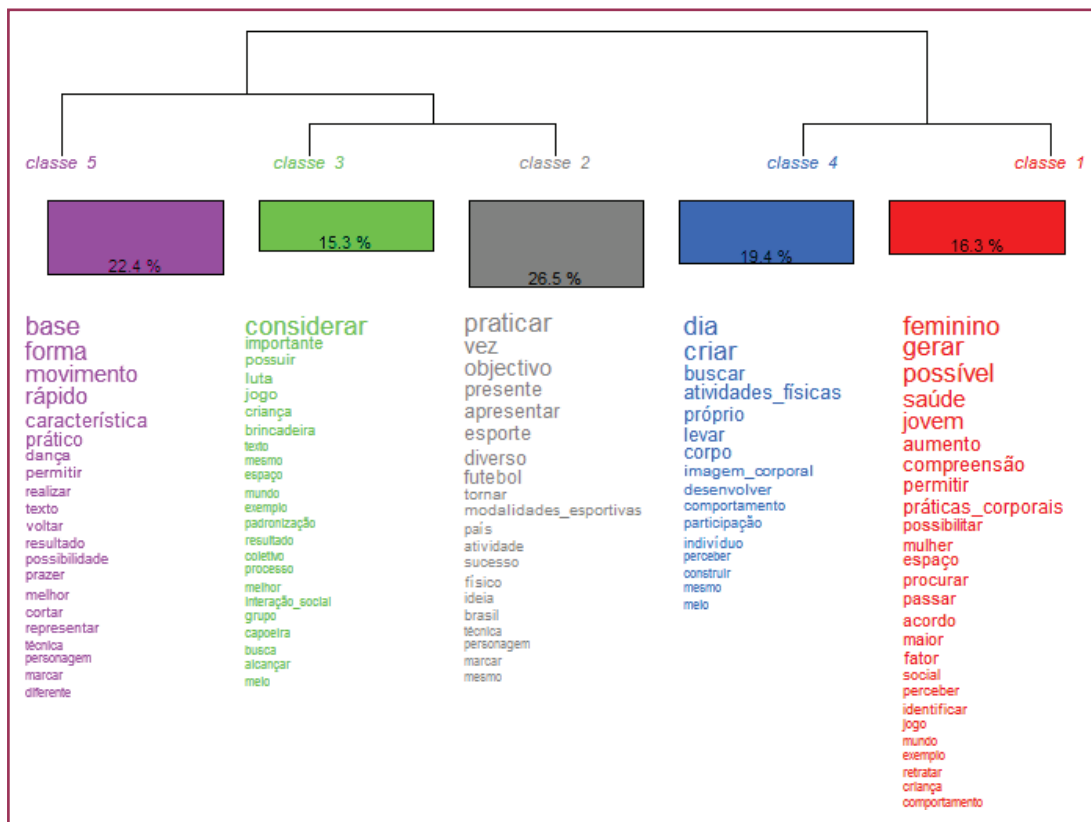 classe 5
classe 3
classe 2
classe 4
classe 1
22.4 %
15.3 %
26.5 %
19.4 %
16.3 %
base
forma
movimento
rápido
característica
prático
dança
permitir
realizar
texto
voltar
resultado
possibilidade
prazer
melhor
cortar
representar
técnica
personagem
marcar
diferente
considerar
importante
possuir
luta
jogo
criança
brincadeira
texto
mesmo
espaço
mundo
exemplo
padronização
resultado
coletivo
processo
melhor
interação_social
grupo
capoeira
busca
alcançar
meio
praticar
vez
objectivo
presente
apresentar
esporte
diverso
futebol
tornar
modalidades_esportivas
país
atividade
sucesso
físico
ideia
brasil
técnica
personagem
marcar
mesmo
dia
criar
buscar
atividades_físicas
próprio
levar
corpo
imagem_corporal
desenvolver
comportamento
participação
indivíduo
perceber
construir
mesmo
meio
feminino
gerar
possível
saúde
jovem
aumento
compreensão
permitir
práticas_corporais
possibilitar
mulher
espaço
procurar
passar
acordo
maior
fator
social
perceber
identificar
jogo
mundo
exemplo
retratar
criança
comportamento